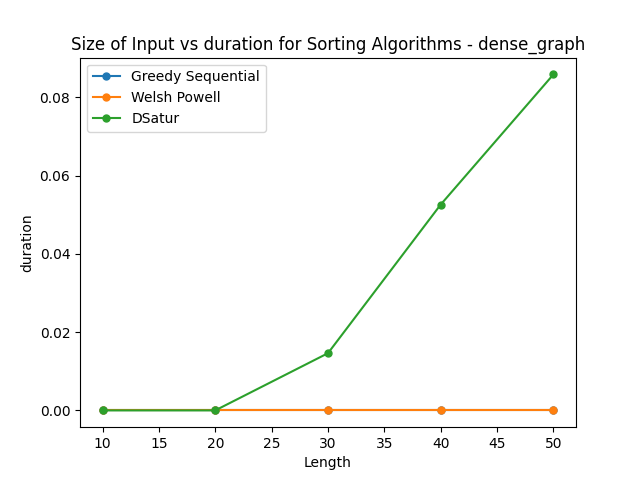 Size of Input vs duration for Sorting Algorithms - dense_graph
Greedy Sequential
Welsh Powell
DSatur
duration
0.08
0.06
0.04
0.02
0.00
10 15 20 25 30 35 40 45 50
Length